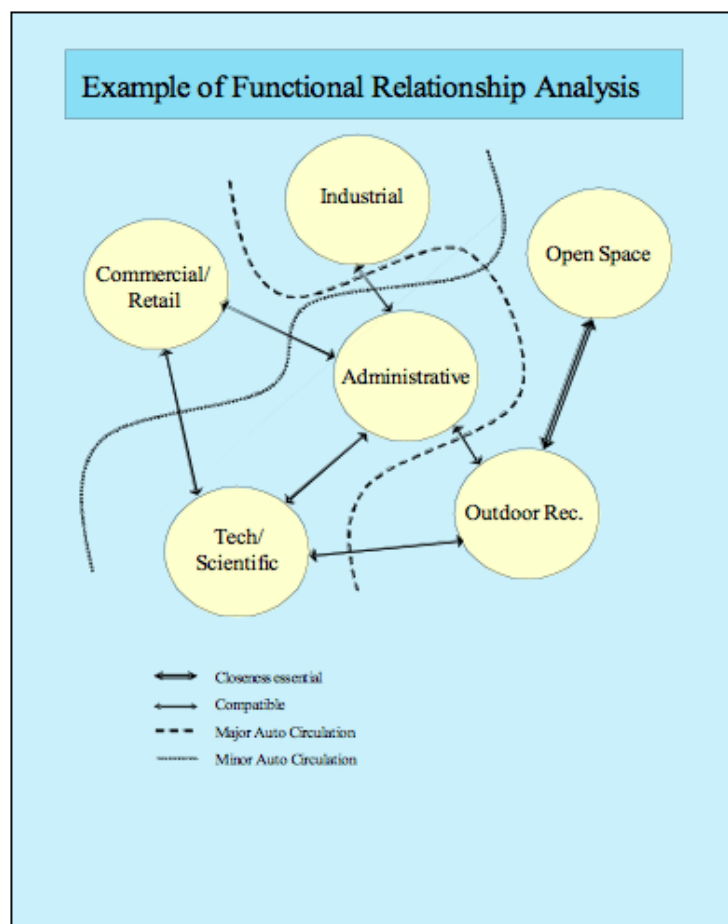 Example of Functional Relationship Analysis
Industrial
Open Space
Commercial/
Retail
Administrative
Outdoor Rec.
Tech/
Scientific
Closeness essential
Compatible
Major Auto Circulation
Minor Auto Circulation